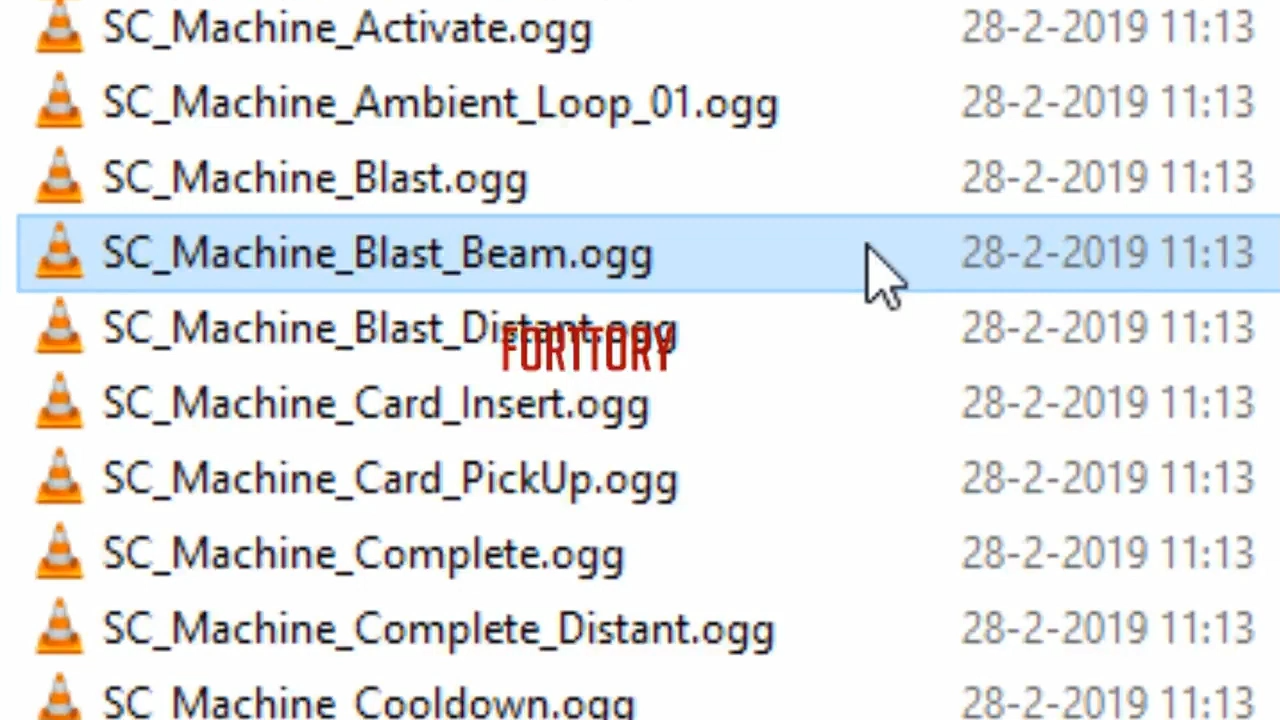 SC_Machine_Activate.ogg 28-2-2019 11:13
SC_Machine_Ambient_Loop_01.ogg 28-2-2019 11:13
SC_Machine_Blast.ogg 28-2-2019 11:13
SC_Machine_Blast_Beam.ogg 28-2-2019 11:13
SC_Machine_Blast_Distant.ogg 28-2-2019 11:13
FORTTORY
SC_Machine_Card_Insert.ogg 28-2-2019 11:13
SC_Machine_Card_PickUp.ogg 28-2-2019 11:13
SC_Machine_Complete.ogg 28-2-2019 11:13
SC_Machine_Complete_Distant.ogg 28-2-2019 11:13
SC_Machine_Cooldown.ogg 28-2-2019 11:13